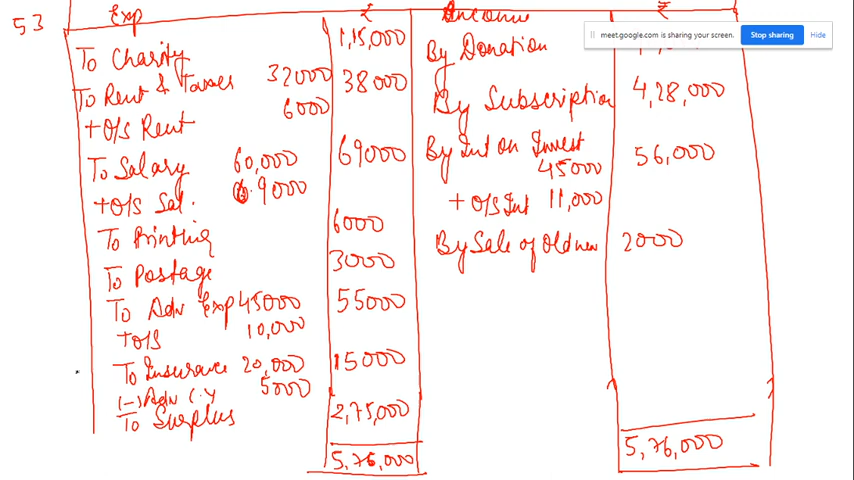 53
Exp ₹ Income ₹
meet.google.com is sharing your screen. Stop sharing Hide
To Charity 1,15,000 By Donation
To Rent & Taxes 32000 38000 By Subscription 4,28,000
+O/S Rent 6000
To Salary 60,000 69000 By Int on Invest 45000 56,000
+O/S Sal. 9000 +O/S Int 11,000
To Printing 6000 By Sale of Old 2000
To Postage 3000
To Adv Exp 45000 55000
+O/S 10,000
To Insurance 20,000 15000
(-) Adv C.Y 5000
To Surplus 2,75,000
5,76,000 5,76,000